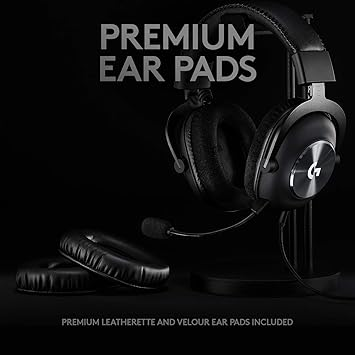 PREMIUM
EAR PADS
G
PREMIUM LEATHERETTE AND VELOUR EAR PADS INCLUDED